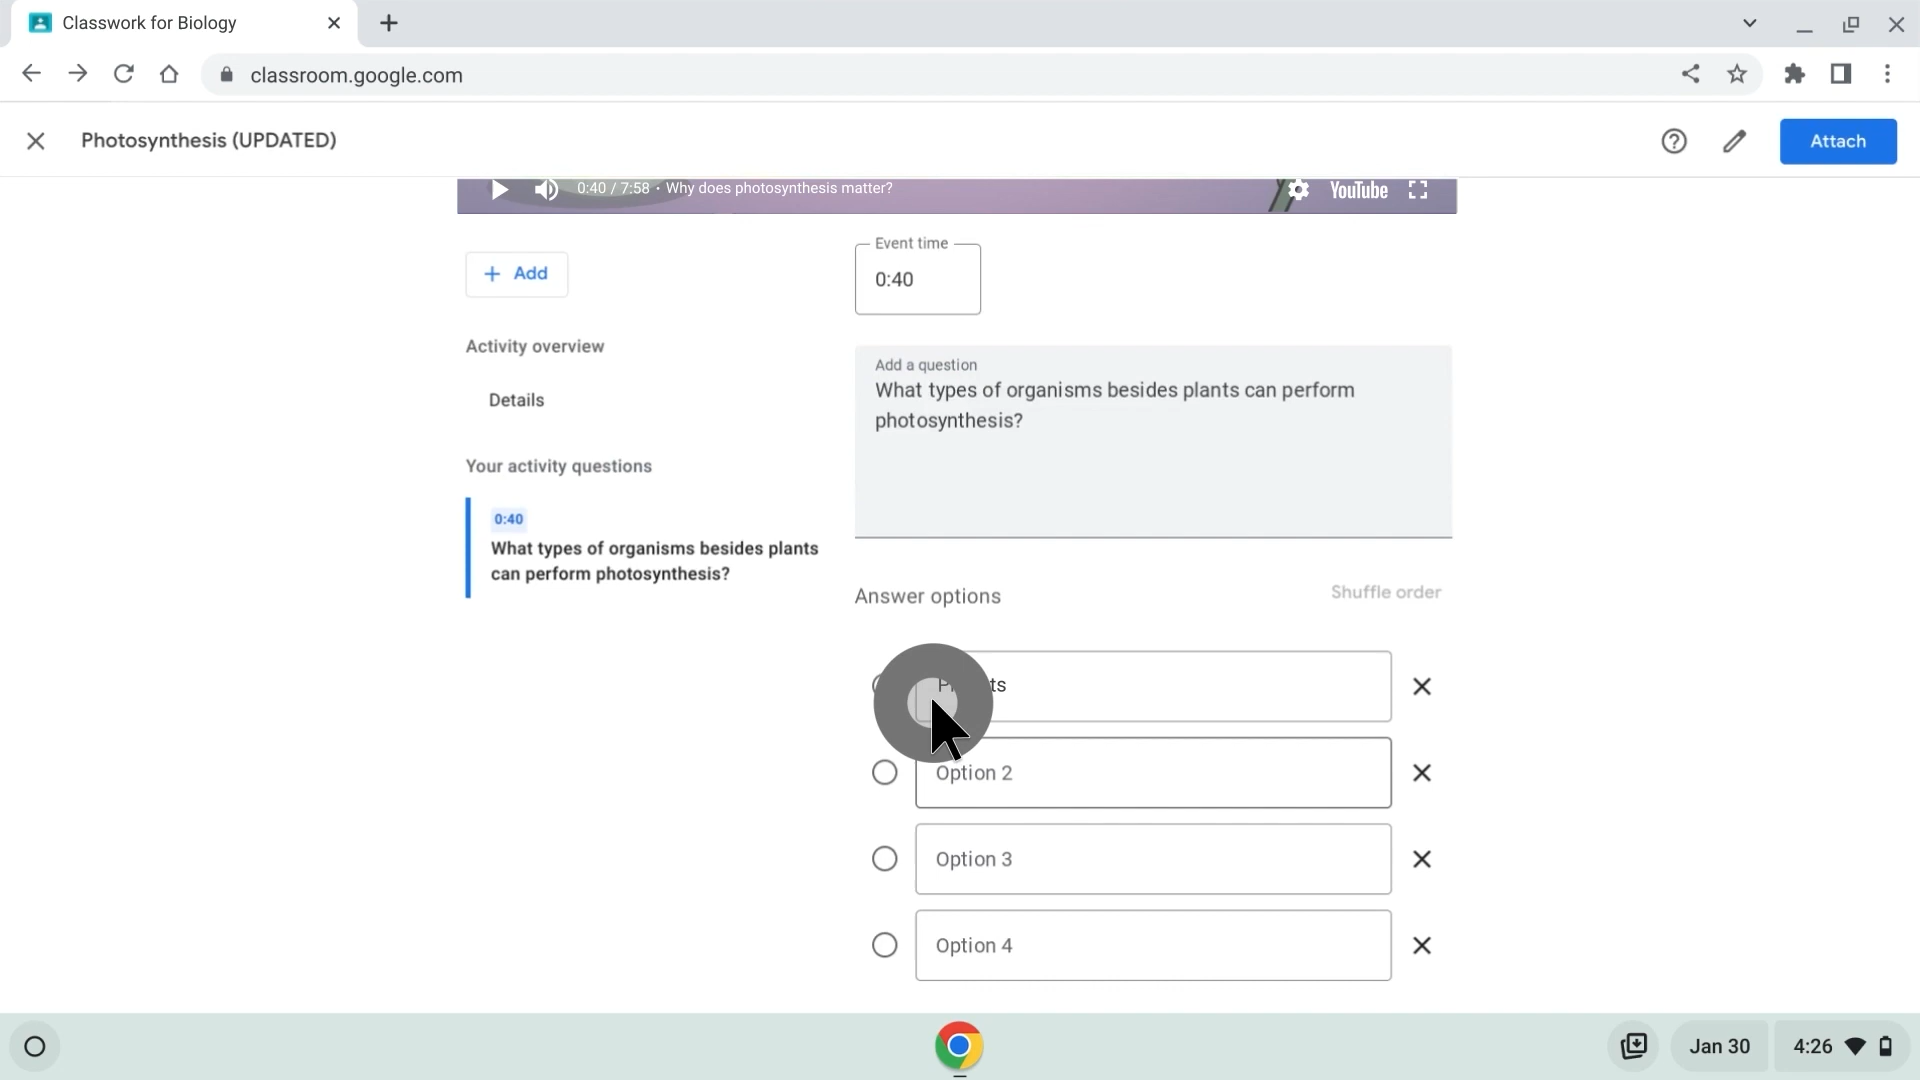 Classwork for Biology
classroom.google.com
Photosynthesis (UPDATED)
Attach
0:40 / 7:58 · Why does photosynthesis matter?
YouTube
+ Add
Event time
0:40
Activity overview
Details
Add a question
What types of organisms besides plants can perform
photosynthesis?
Your activity questions
0:40
What types of organisms besides plants
can perform photosynthesis?
Answer options
Shuffle order
Option 2
Option 3
Option 4
Jan 30
4:26